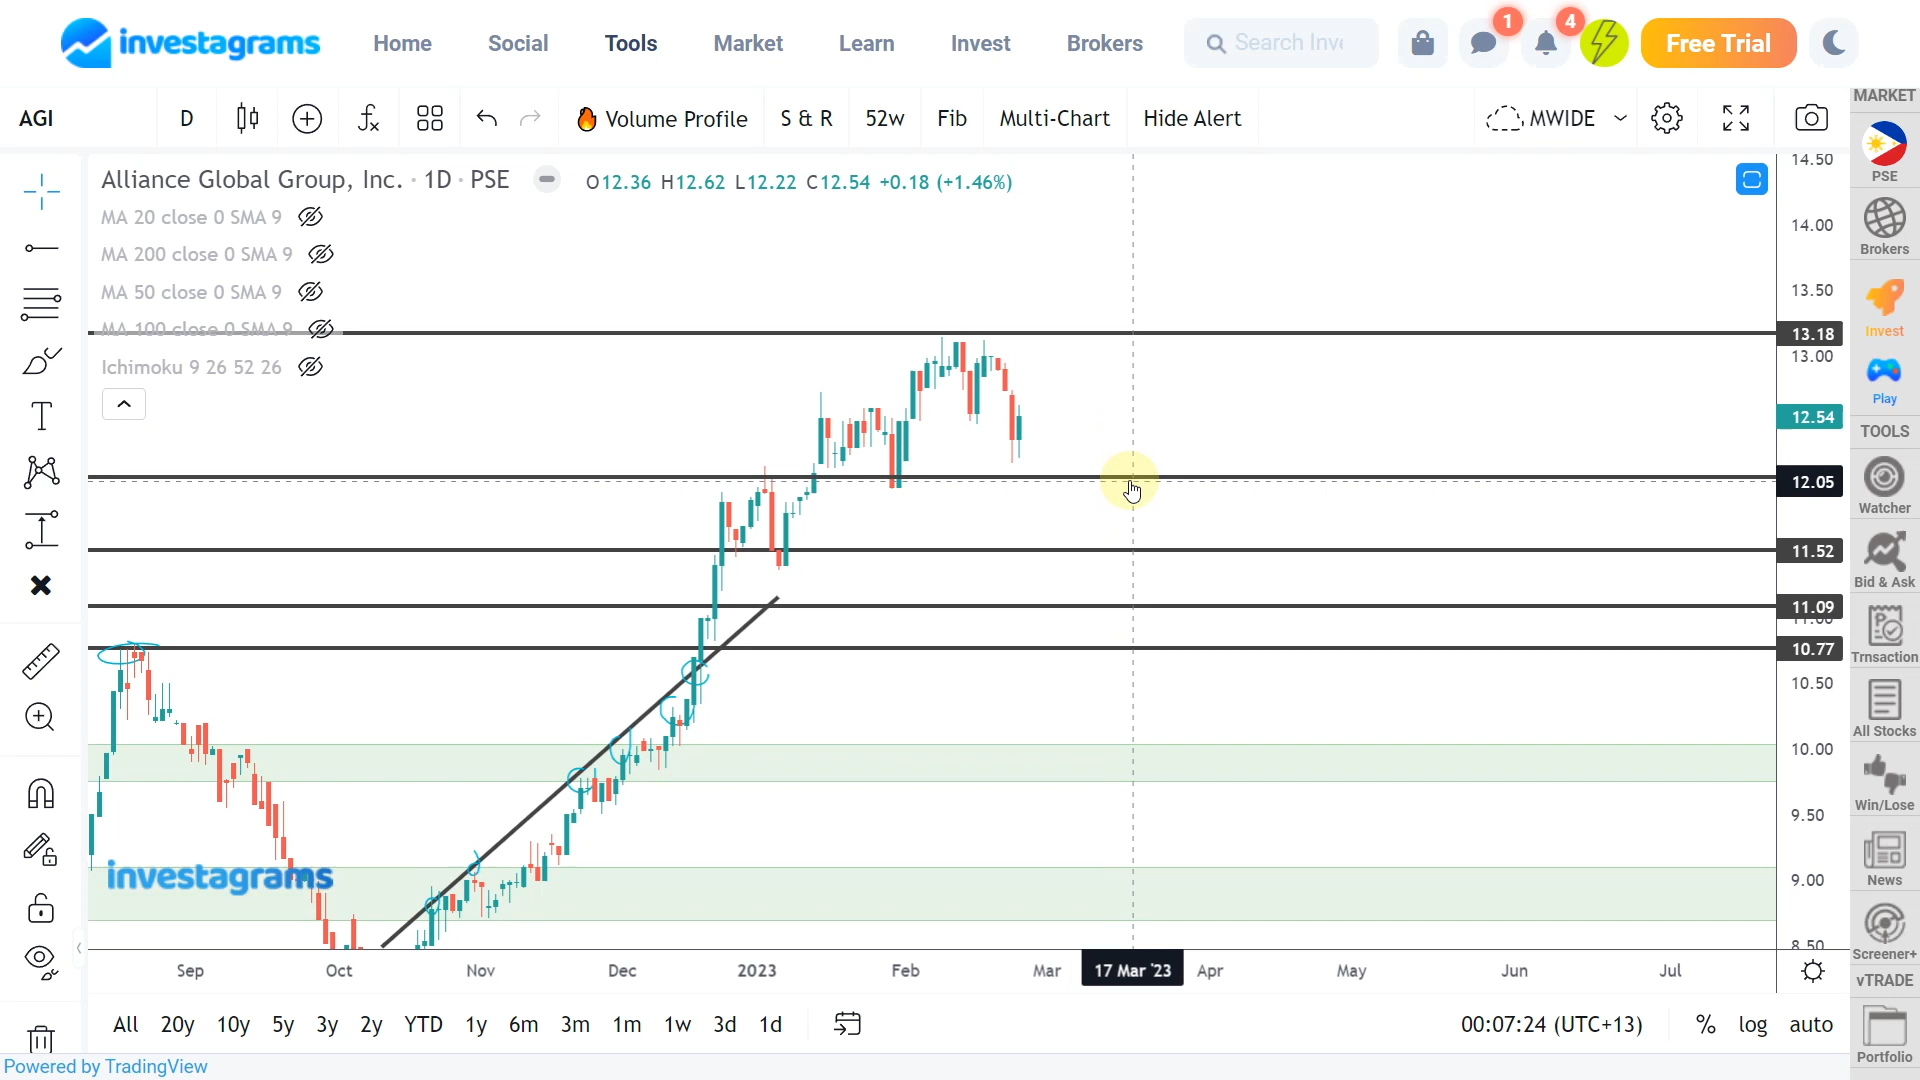 investagrams
Home Social Tools Market Learn Invest Brokers
Search Inv
1
4
Free Trial
AGI D Volume Profile S & R 52w Fib Multi-Chart Hide Alert MWIDE
Alliance Global Group, Inc. · 1D · PSE O12.36 H12.62 L12.22 C12.54 +0.18 (+1.46%)
MA 20 close 0 SMA 9
MA 200 close 0 SMA 9
MA 50 close 0 SMA 9
MA 100 close 0 SMA 9
Ichimoku 9 26 52 26
14.50
14.00
13.50
13.18
13.00
12.54
12.05
11.52
11.09
11.00
10.77
10.50
10.00
9.50
9.00
8.50
investagrams
Sep Oct Nov Dec 2023 Feb Mar 17 Mar '23 Apr May Jun Jul
All 20y 10y 5y 3y 2y YTD 1y 6m 3m 1m 1w 3d 1d 00:07:24 (UTC+13) % log auto
Powered by TradingView
MARKET
PSE
Brokers
Invest
Play
TOOLS
Watcher
Bid & Ask
Trnsaction
All Stocks
Win/Lose
News
Screener+
vTRADE
Portfolio